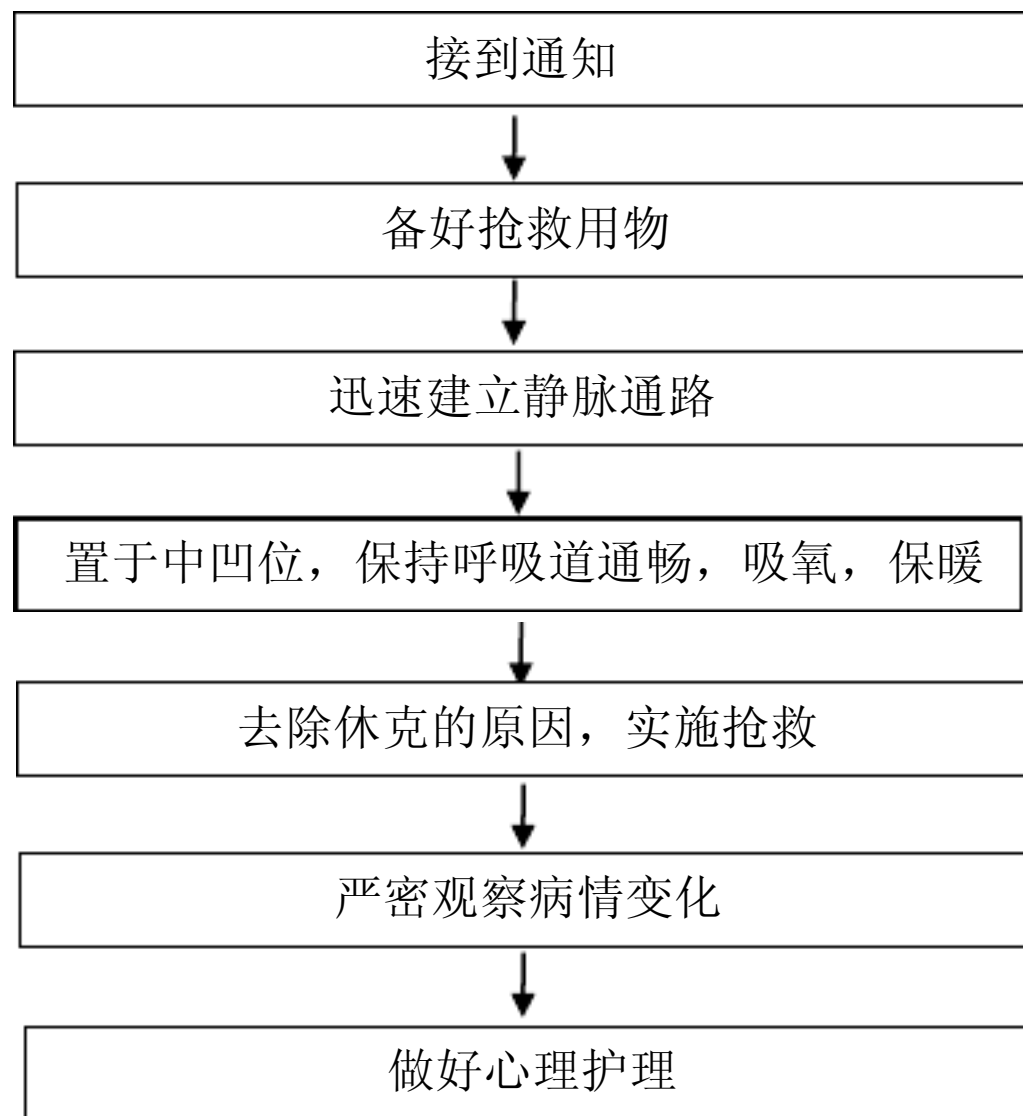 接到通知
备好抢救用物
迅速建立静脉通路
置于中凹位，保持呼吸道通畅，吸氧，保暖
去除休克的原因，实施抢救
严密观察病情变化
做好心理护理